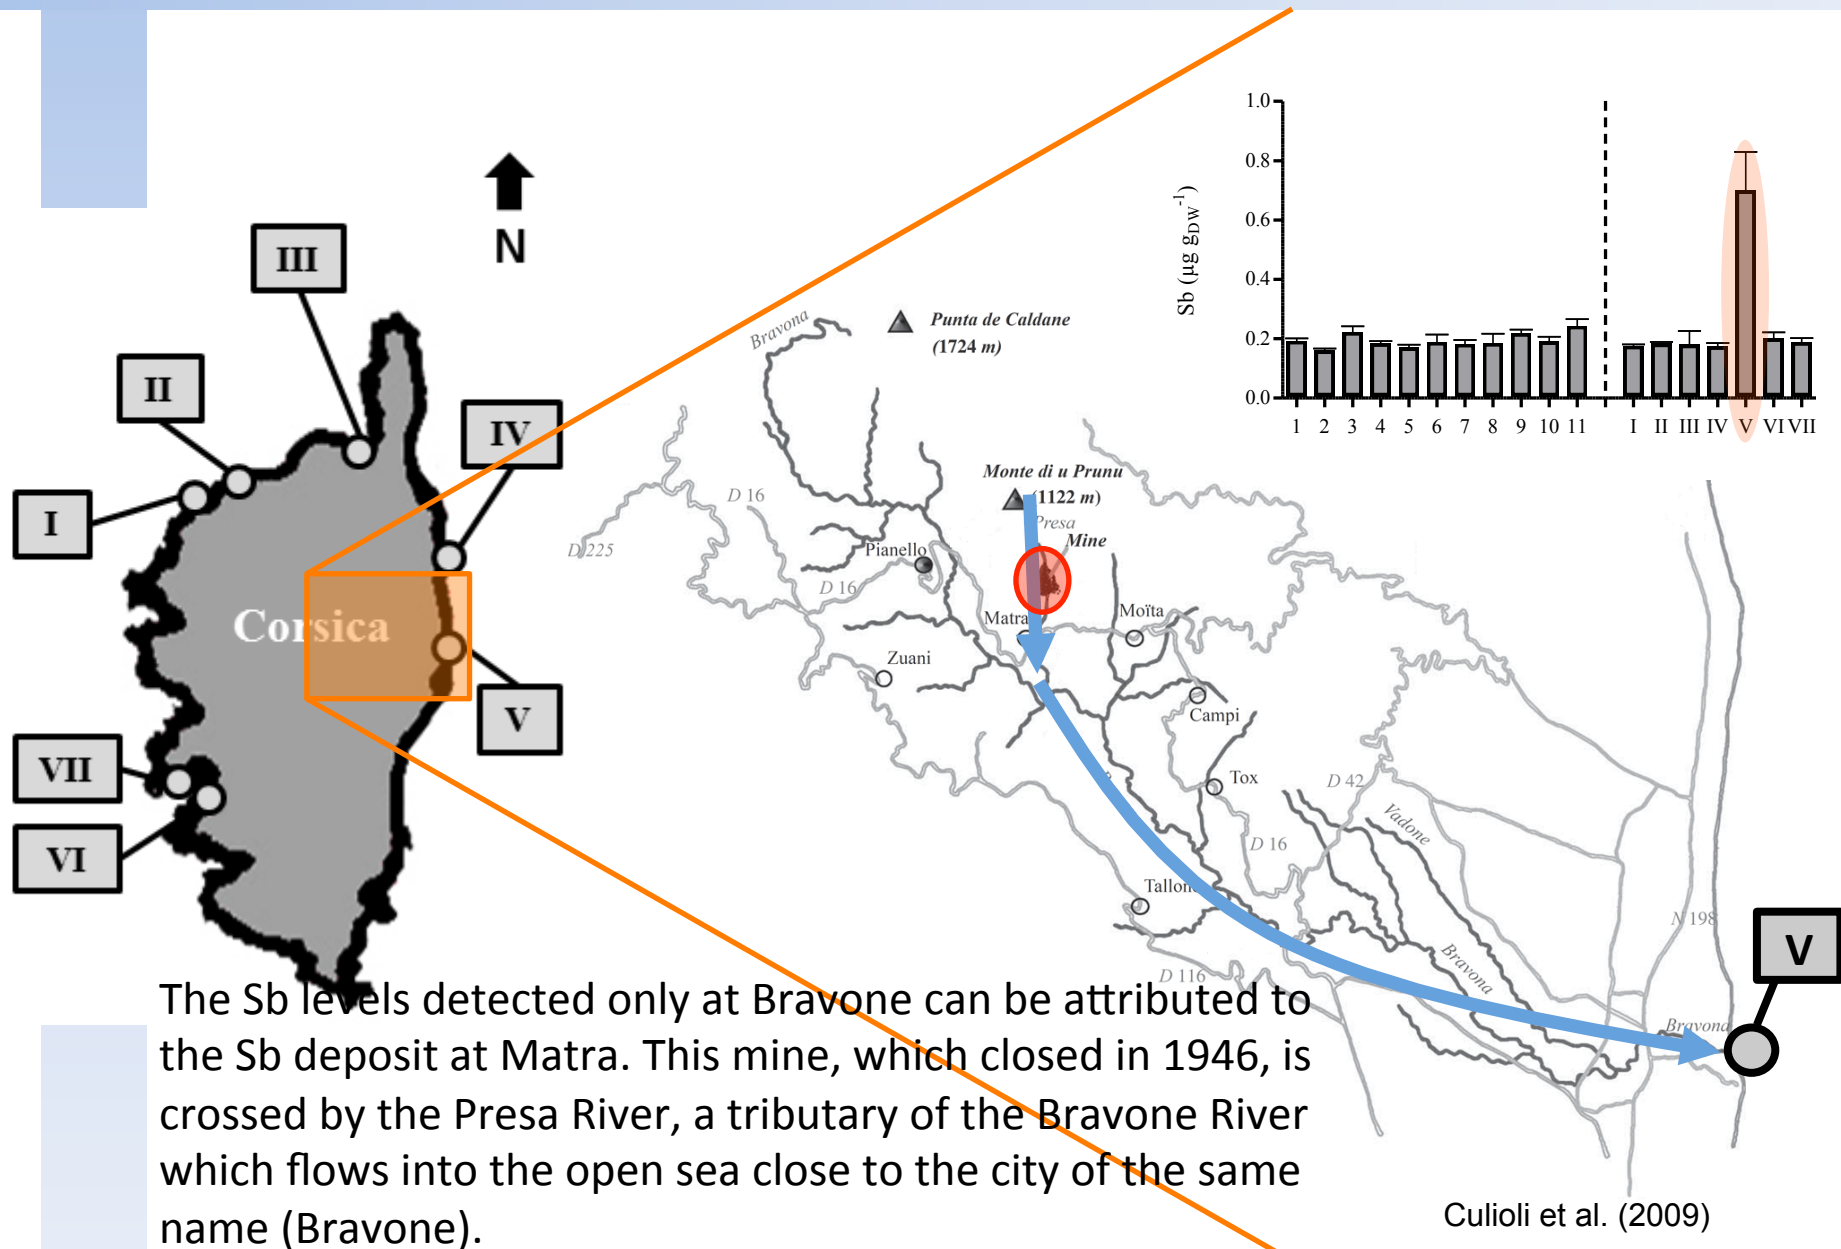 N
III
II
IV
I
Corsica
V
VII
VI
1.0
0.8
0.6
0.4
0.2
0.0
Sb (µg gDW-1)
1 2 3 4 5 6 7 8 9 10 11 I II III IV V VI VII
Bravona
Punta de Caldane
(1724 m)
Monte di u Prunu
(1122 m)
Presa
Mine
D 16
D 225
Pianello
D 16
Matra
Moïta
Zuani
Campi
Tox
D 42
Vadone
D 16
N 198
V
D 116
Bravona
Bravona
The Sb levels detected only at Bravone can be attributed to
the Sb deposit at Matra. This mine, which closed in 1946, is
crossed by the Presa River, a tributary of the Bravone River
which flows into the open sea close to the city of the same
name (Bravone).
Culioli et al. (2009)